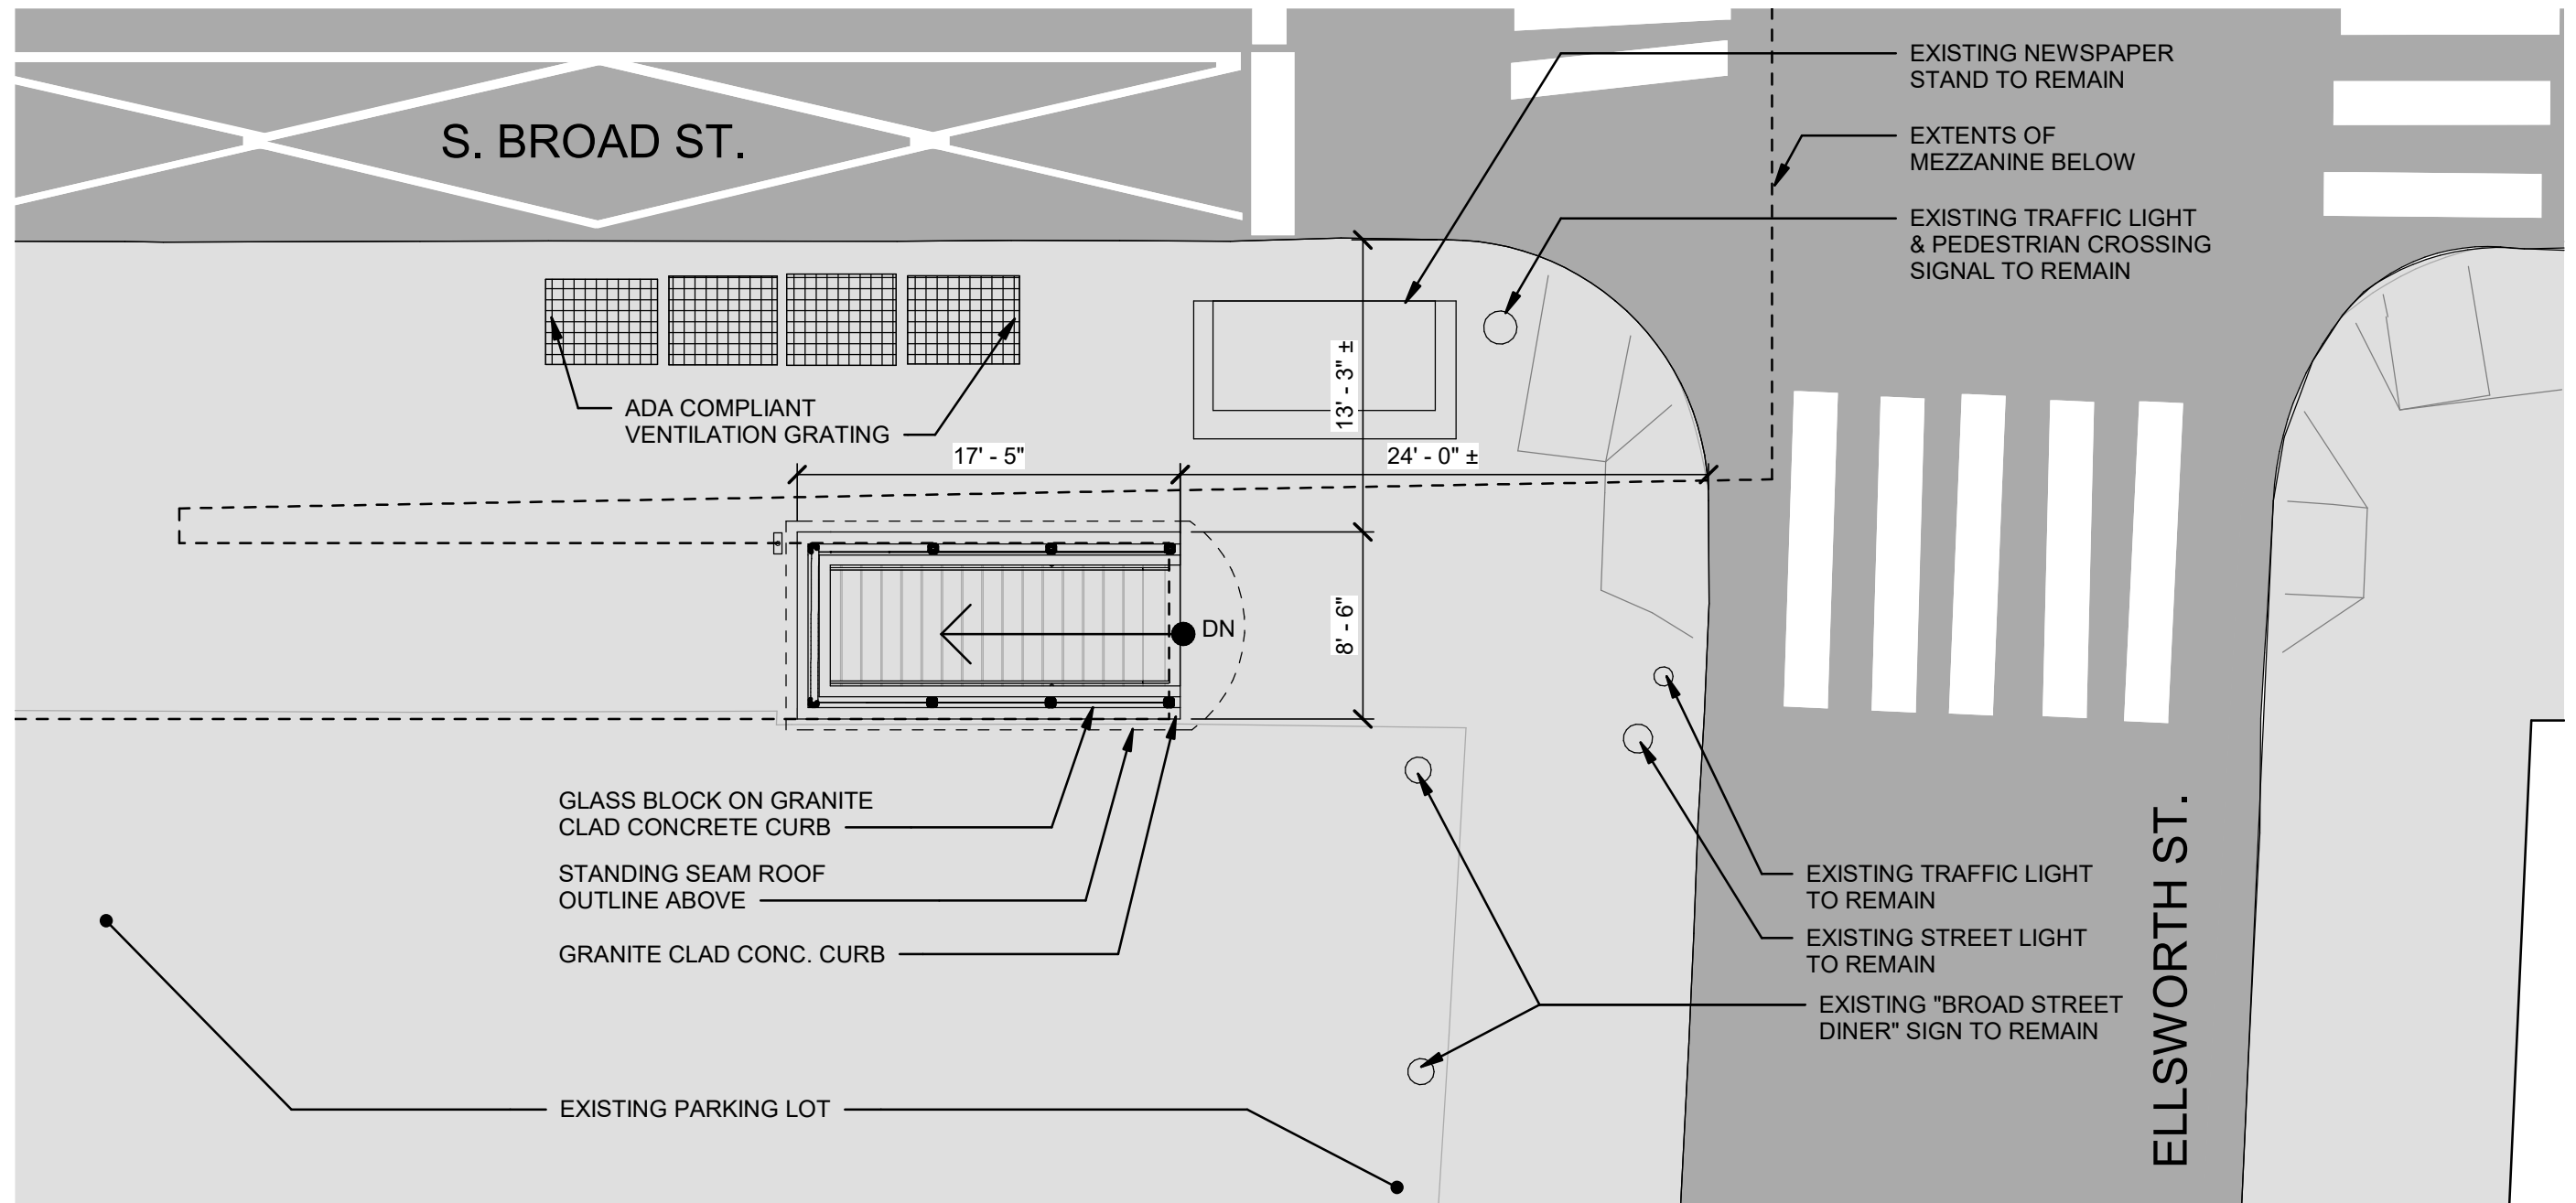 S. BROAD ST.
EXISTING NEWSPAPER
STAND TO REMAIN
EXTENTS OF
MEZZANINE BELOW
EXISTING TRAFFIC LIGHT
& PEDESTRIAN CROSSING
SIGNAL TO REMAIN
ADA COMPLIANT
VENTILATION GRATING
13' - 3" ±
17' - 5"
24' - 0" ±
8' - 6"
DN
GLASS BLOCK ON GRANITE
CLAD CONCRETE CURB
STANDING SEAM ROOF
OUTLINE ABOVE
GRANITE CLAD CONC. CURB
EXISTING TRAFFIC LIGHT
TO REMAIN
EXISTING STREET LIGHT
TO REMAIN
EXISTING "BROAD STREET
DINER" SIGN TO REMAIN
ELLSWORTH ST.
EXISTING PARKING LOT